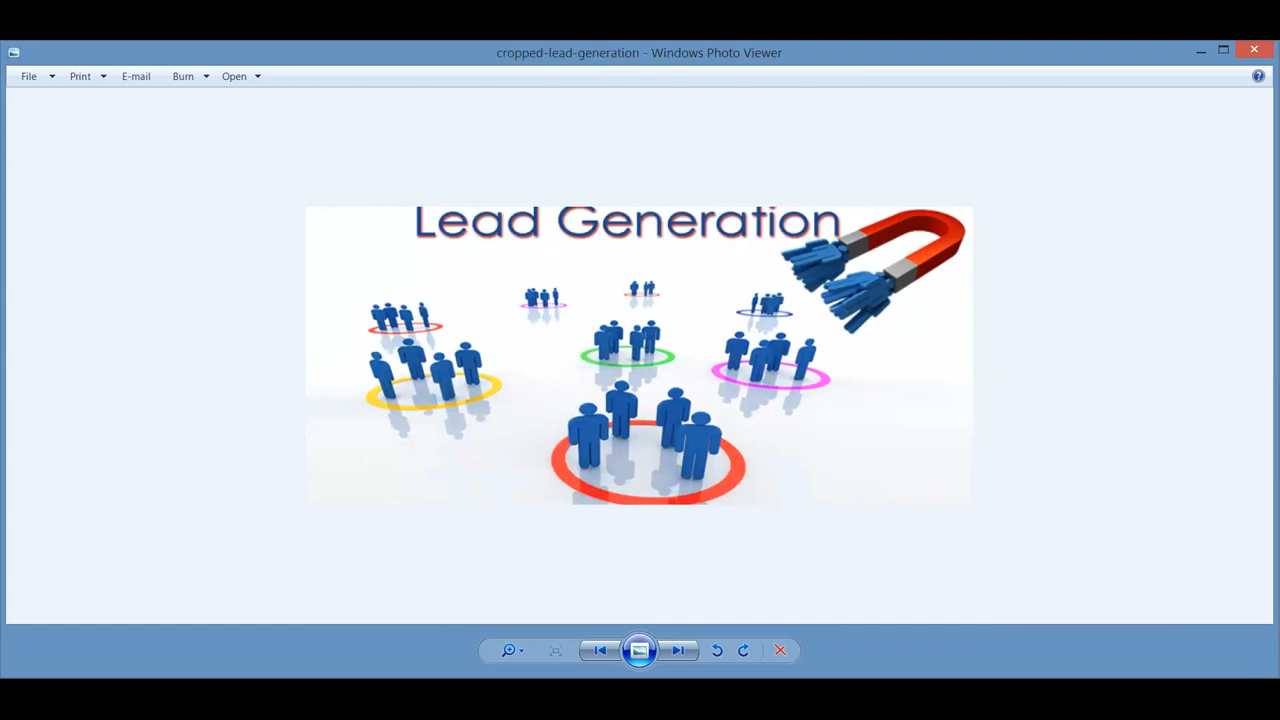 cropped-lead-generation - Windows Photo Viewer
File Print E-mail Burn Open
Lead Generation